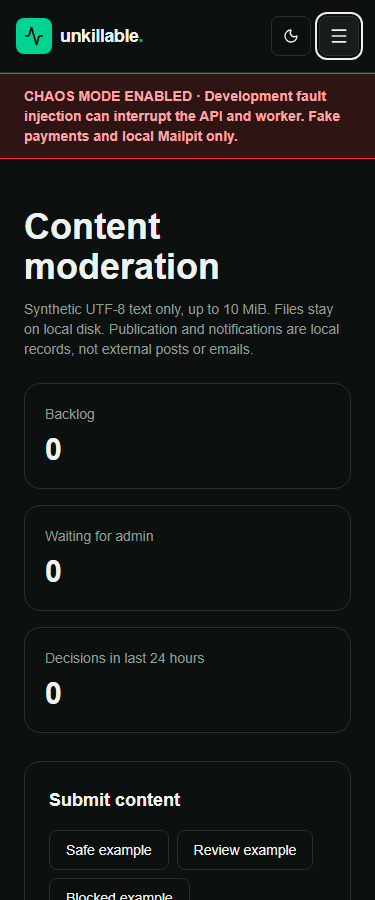 unkillable.
CHAOS MODE ENABLED · Development fault
injection can interrupt the API and worker. Fake
payments and local Mailpit only.
Content
moderation
Synthetic UTF-8 text only, up to 10 MiB. Files stay
on local disk. Publication and notifications are local
records, not external posts or emails.
Backlog
0
Waiting for admin
0
Decisions in last 24 hours
0
Submit content
Safe example
Review example
Blocked example